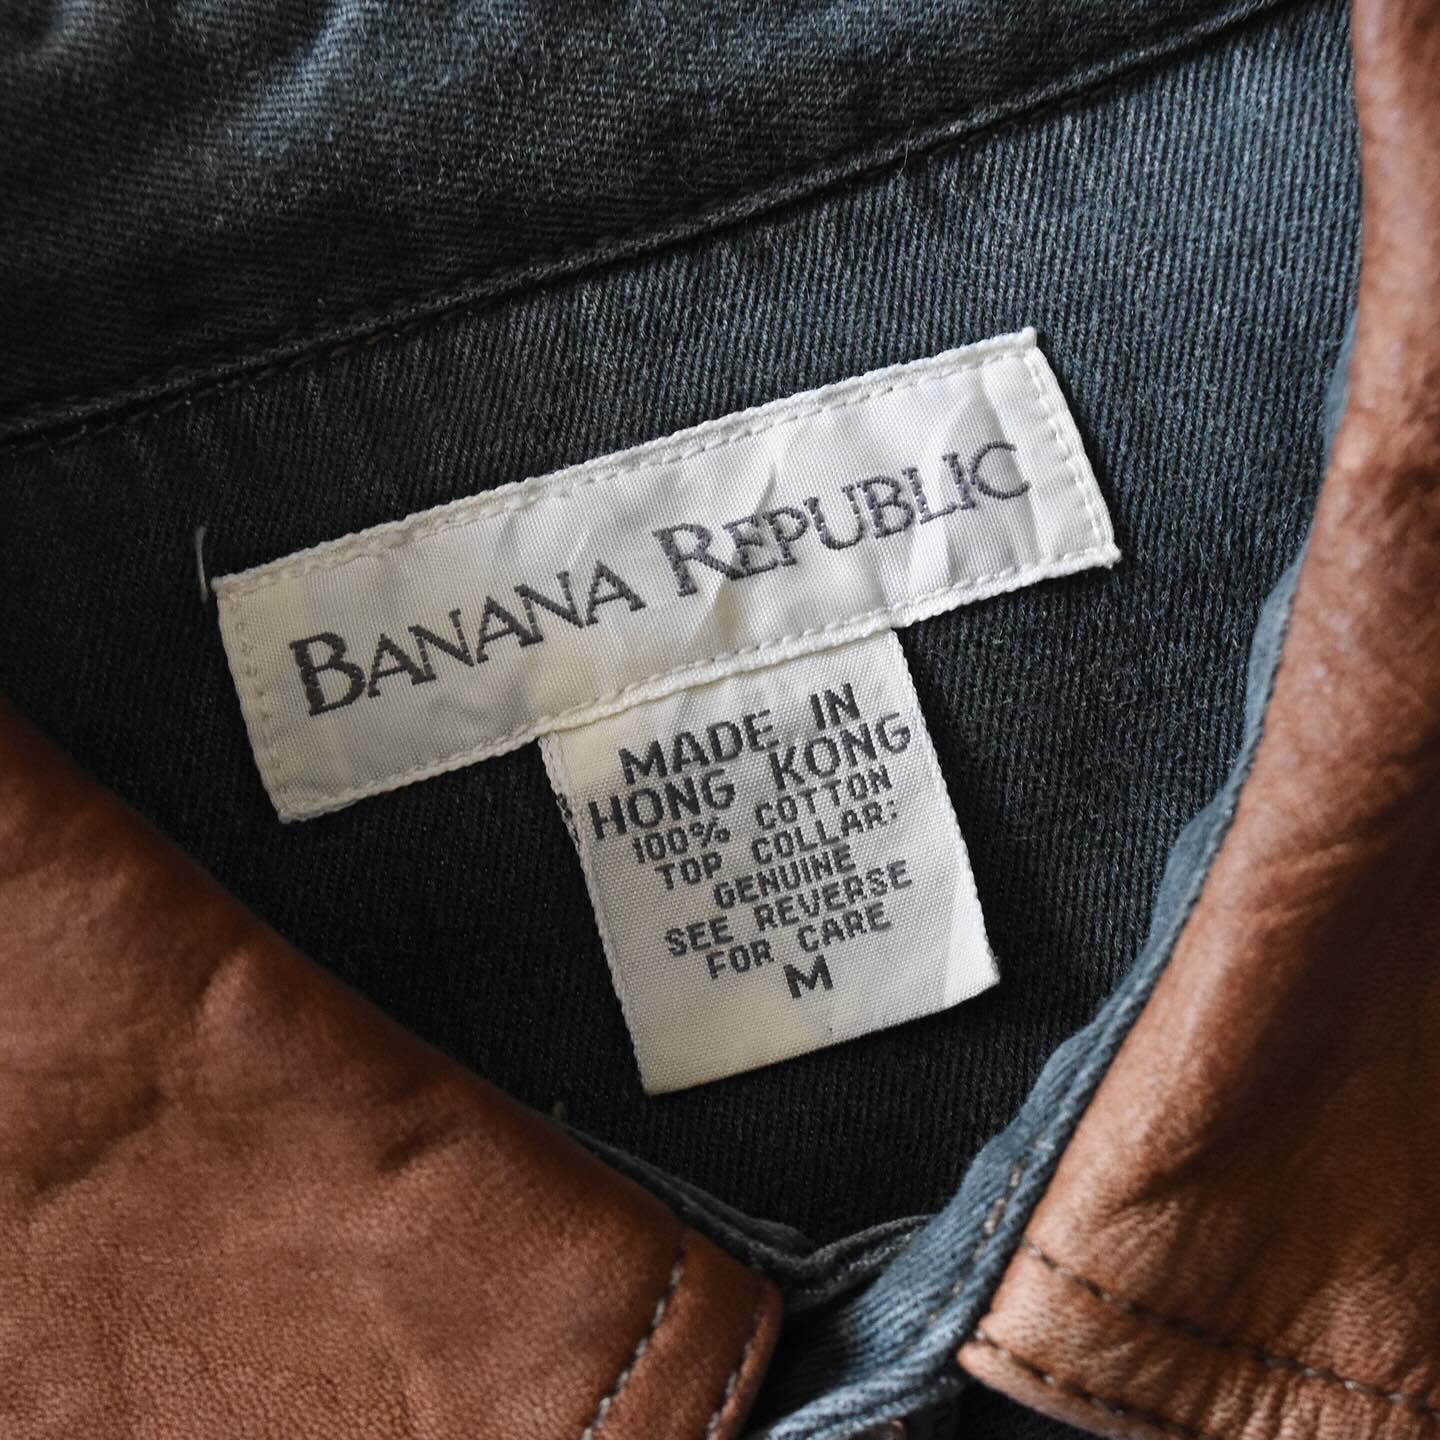 BANANA REPUBLIC
MADE IN
HONG KONG
100% COTTON
TOP COLLAR:
GENUINE
SEE REVERSE
FOR CARE
M